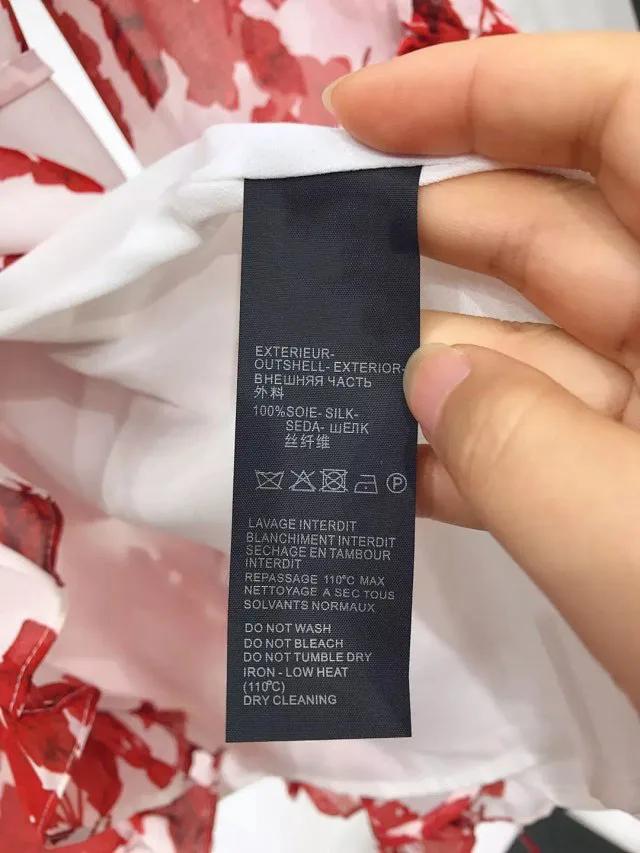 EXTERIEUR-
OUTSHELL- EXTERIOR-
ВНЕШНЯЯ ЧАСТЬ
外料
100%SOIE- SILK-
SEDA- ШЕЛК
丝纤维
P
LAVAGE INTERDIT
BLANCHIMENT INTERDIT
SECHAGE EN TAMBOUR
INTERDIT
REPASSAGE 110°C MAX
NETTOYAGE A SEC TOUS
SOLVANTS NORMAUX
DO NOT WASH
DO NOT BLEACH
DO NOT TUMBLE DRY
IRON - LOW HEAT
(110°C)
DRY CLEANING